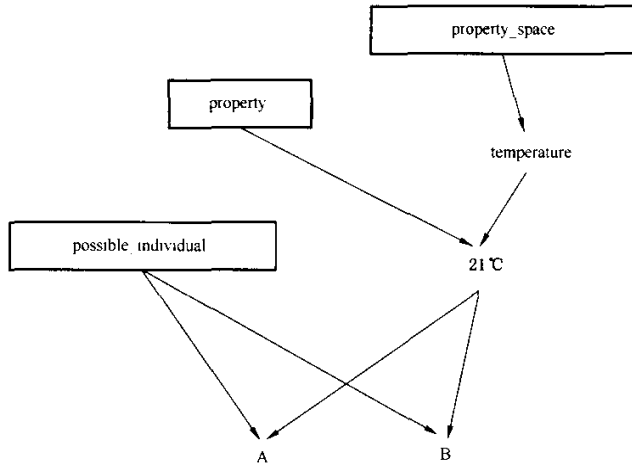 property_space
property
temperature
possible_individual
21℃
A
B